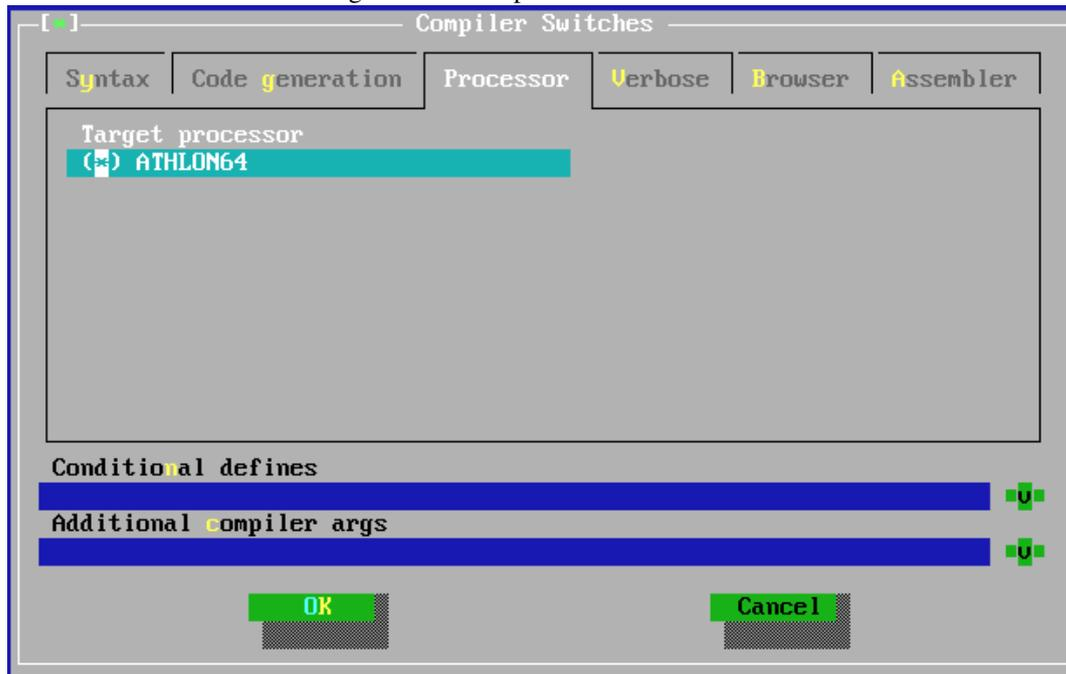 [*] Compiler Switches
Syntax Code generation Processor Verbose Browser Assembler
Target processor
(*) ATHLON64
Conditional defines
Additional compiler args
OK Cancel